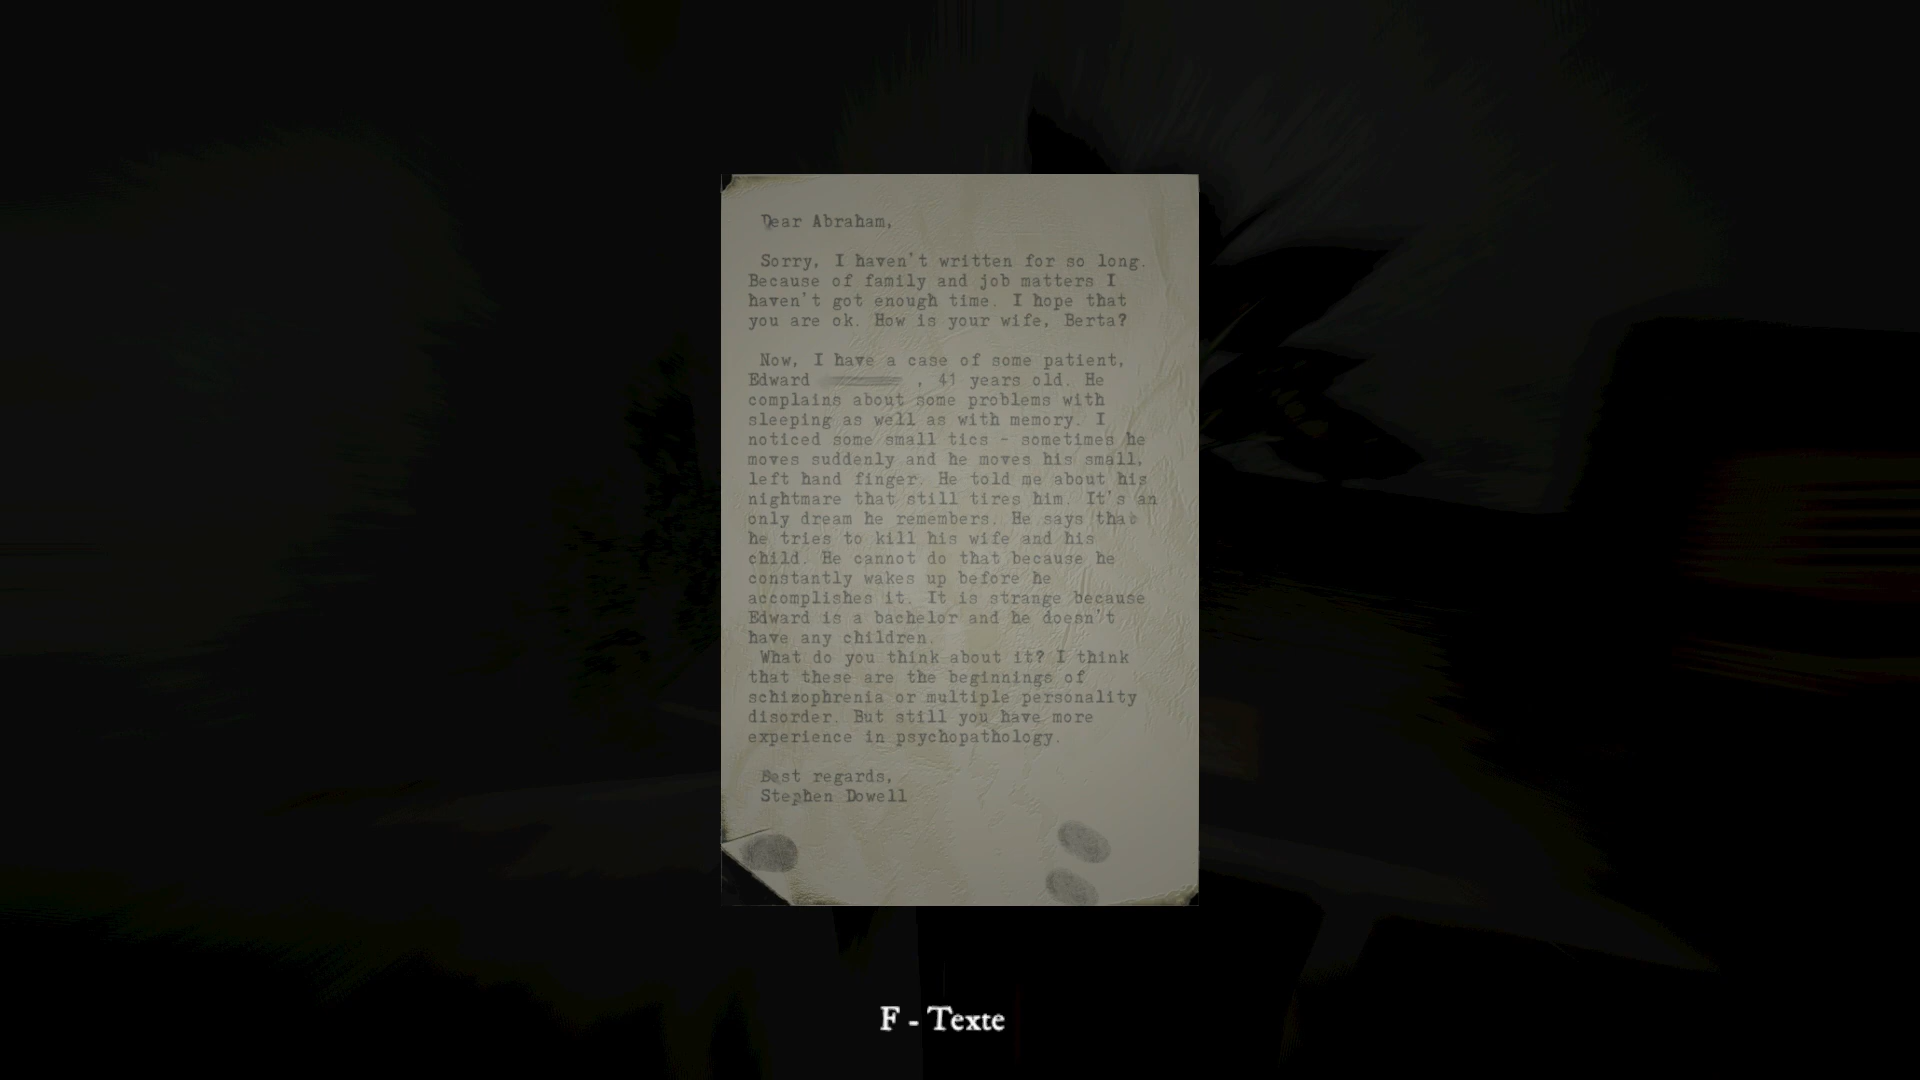 Dear Abraham,
Sorry, I haven't written for so long.
Because of family and job matters I
haven't got enough time. I hope that
you are ok. How is your wife, Berta?
Now, I have a case of some patient,
Edward , 41 years old. He
complains about some problems with
sleeping as well as with memory. I
noticed some small tics - sometimes he
moves suddenly and he moves his small,
left hand finger. He told me about his
nightmare that still tires him. It's an
only dream he remembers. He says that
he tries to kill his wife and his
child. He cannot do that because he
constantly wakes up before he
accomplishes it. It is strange because
Edward is a bachelor and he doesn't
have any children.
What do you think about it? I think
that these are the beginnings of
schizophrenia or multiple personality
disorder. But still you have more
experience in psychopathology.
Best regards,
Stephen Dowell
F - Texte